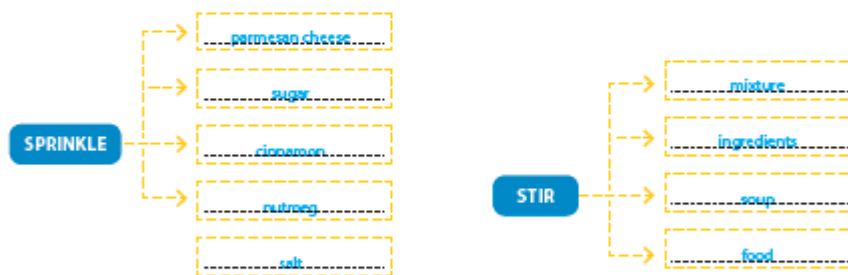 SPRINKLE
parmesan cheese
sugar
cinnamon
nutmeg
salt
STIR
mixture
ingredients
soup
food